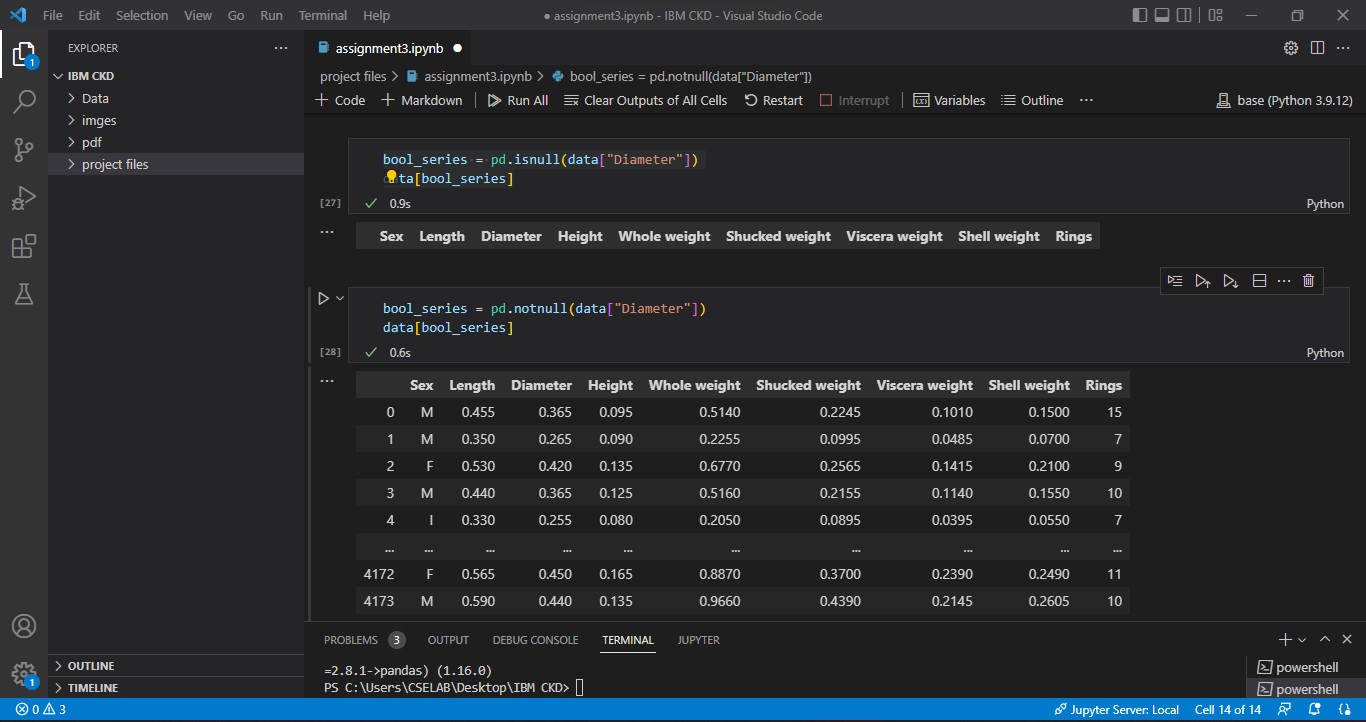 File Edit Selection View Go Run Terminal Help ● assignment3.ipynb - IBM CKD - Visual Studio Code
EXPLORER
1
IBM CKD
Data
imges
pdf
project files
OUTLINE
TIMELINE
1
assignment3.ipynb ●
project files > assignment3.ipynb > bool_series = pd.notnull(data["Diameter"])
+ Code + Markdown Run All Clear Outputs of All Cells Restart Interrupt Variables Outline ... base (Python 3.9.12)
bool_series = pd.isnull(data["Diameter"])
ta[bool_series]
[27] ✓ 0.9s Python
... Sex Length Diameter Height Whole weight Shucked weight Viscera weight Shell weight Rings
bool_series = pd.notnull(data["Diameter"])
data[bool_series]
[28] ✓ 0.6s Python
... Sex Length Diameter Height Whole weight Shucked weight Viscera weight Shell weight Rings
0 M 0.455 0.365 0.095 0.5140 0.2245 0.1010 0.1500 15
1 M 0.350 0.265 0.090 0.2255 0.0995 0.0485 0.0700 7
2 F 0.530 0.420 0.135 0.6770 0.2565 0.1415 0.2100 9
3 M 0.440 0.365 0.125 0.5160 0.2155 0.1140 0.1550 10
4 I 0.330 0.255 0.080 0.2050 0.0895 0.0395 0.0550 7
... ... ... ... ... ... ... ... ... ...
4172 F 0.565 0.450 0.165 0.8870 0.3700 0.2390 0.2490 11
4173 M 0.590 0.440 0.135 0.9660 0.4390 0.2145 0.2605 10
PROBLEMS 3 OUTPUT DEBUG CONSOLE TERMINAL JUPYTER
=2.8.1->pandas) (1.16.0)
PS C:\Users\CSELAB\Desktop\IBM CKD>
powershell
powershell
0 3 Jupyter Server: Local Cell 14 of 14